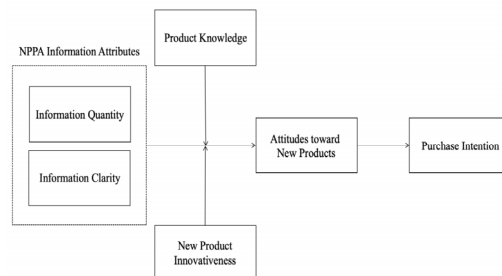 Product Knowledge
NPPA Information Attributes
Information Quantity
Information Clarity
Attitudes toward
New Products
Purchase Intention
New Product
Innovativeness